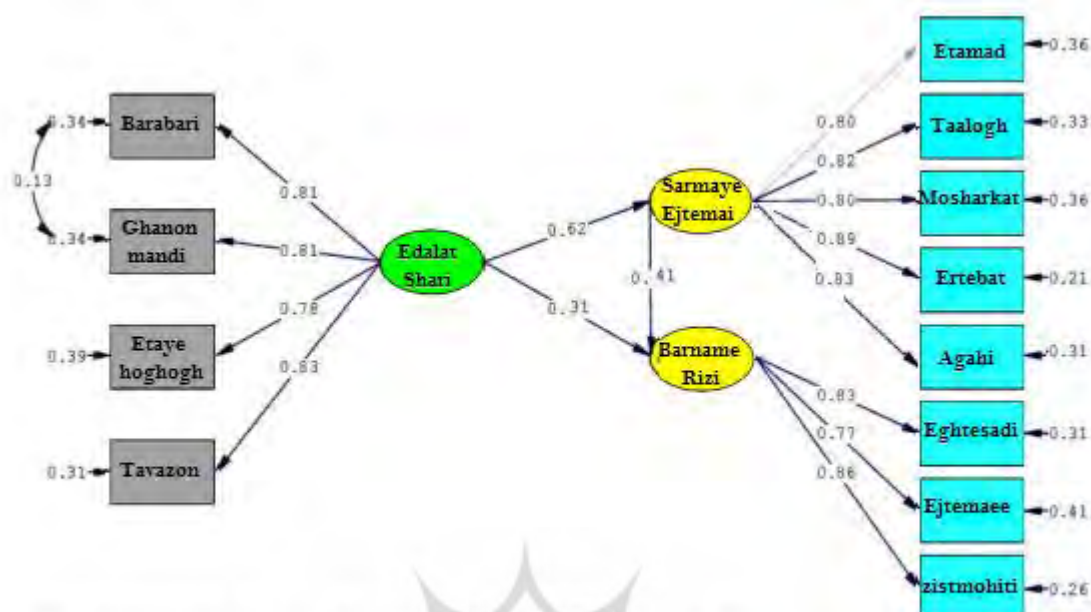 Etamad
0.36
Barabari
0.34
0.80
Taalogh
0.33
0.82
0.13
0.81
Sarmaye
Ejtemai
0.80
Mosharkat
0.36
Ghanon
mandi
0.34
0.81
0.62
0.89
Edalat
Shari
Ertebat
0.21
0.83
0.41
0.78
0.31
Etaye
hoghogh
0.39
Barname
Rizi
Agahi
0.31
0.83
0.83
Eghtesadi
0.31
0.77
Tavazon
0.31
0.86
Ejtemaee
0.41
zistmohiti
0.26